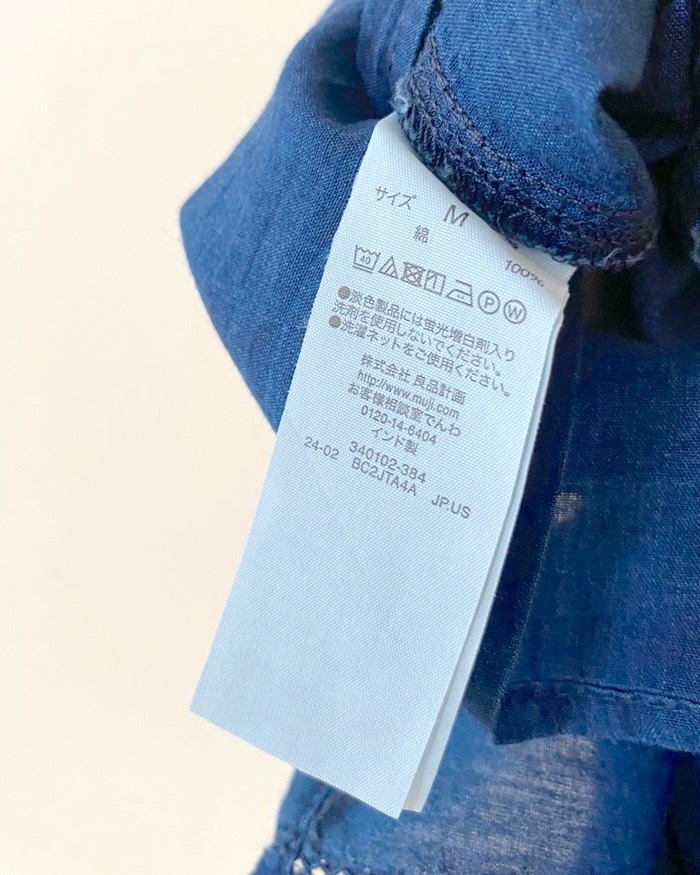 サイズ M
綿 100%
40 P W
●淡色製品には蛍光増白剤入り
洗剤を使用しないでください。
●洗濯ネットをご使用ください。
株式会社 良品計画
http://www.muji.com
お客様相談室でんわ
0120-14-6404
インド製
340102-384
24-02 BC2JTA4A JP.US